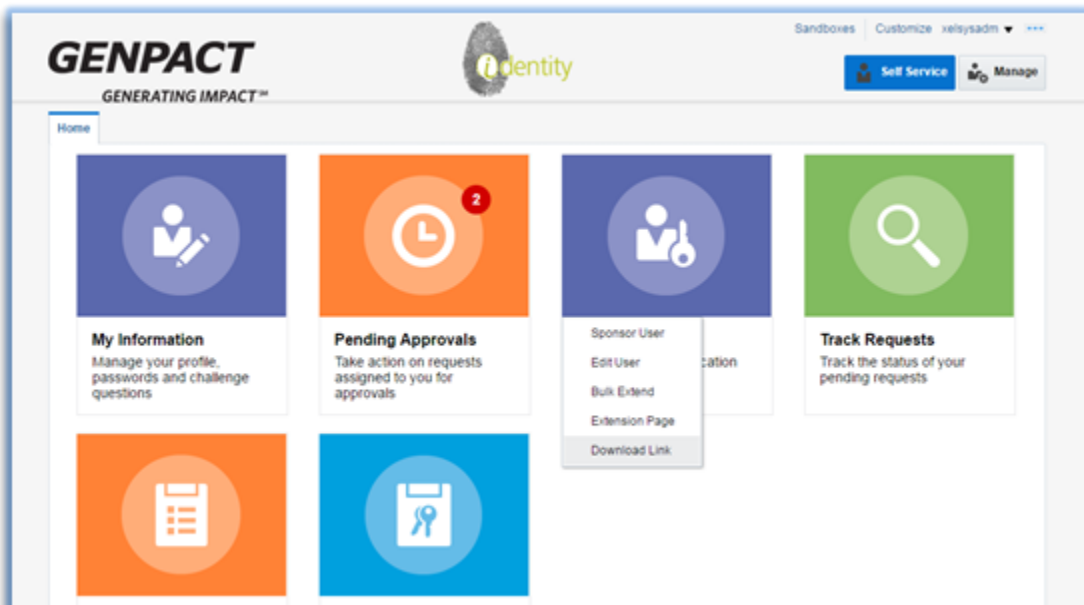 Sandboxes Customize xelsysadm
GENPACT
GENERATING IMPACT℠
identity
Self Service Manage
Home
2
My Information
Manage your profile,
passwords and challenge
questions
Pending Approvals
Take action on requests
assigned to you for
approvals
Sponsor User
Edit User
Bulk Extend
Extension Page
Download Link
cation
Track Requests
Track the status of your
pending requests